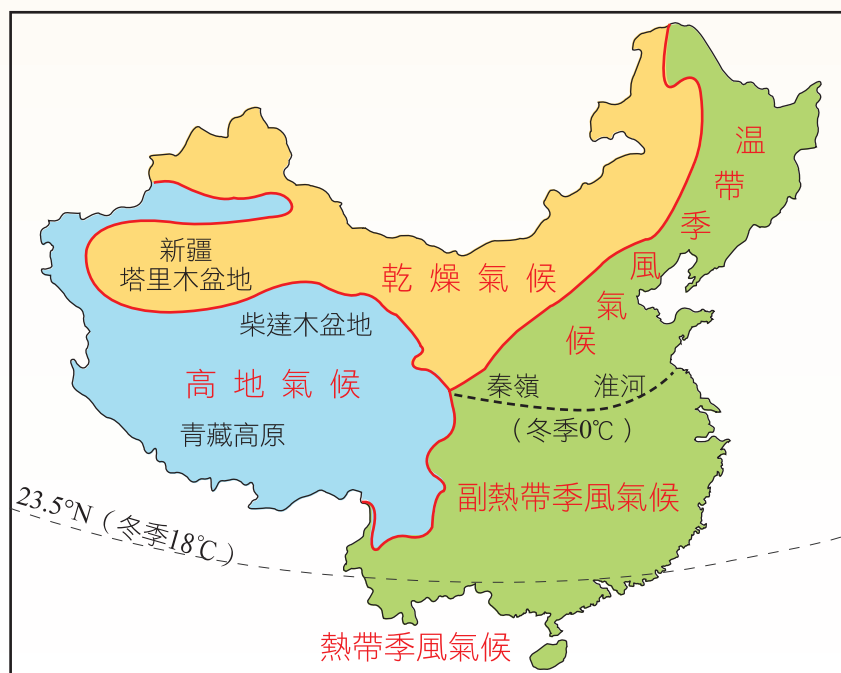 温帶季風氣候
新疆
塔里木盆地
乾燥氣候
柴達木盆地
高地氣候
秦嶺 淮河
（冬季0℃）
青藏高原
副熱帶季風氣候
23.5°N（冬季18℃）
熱帶季風氣候